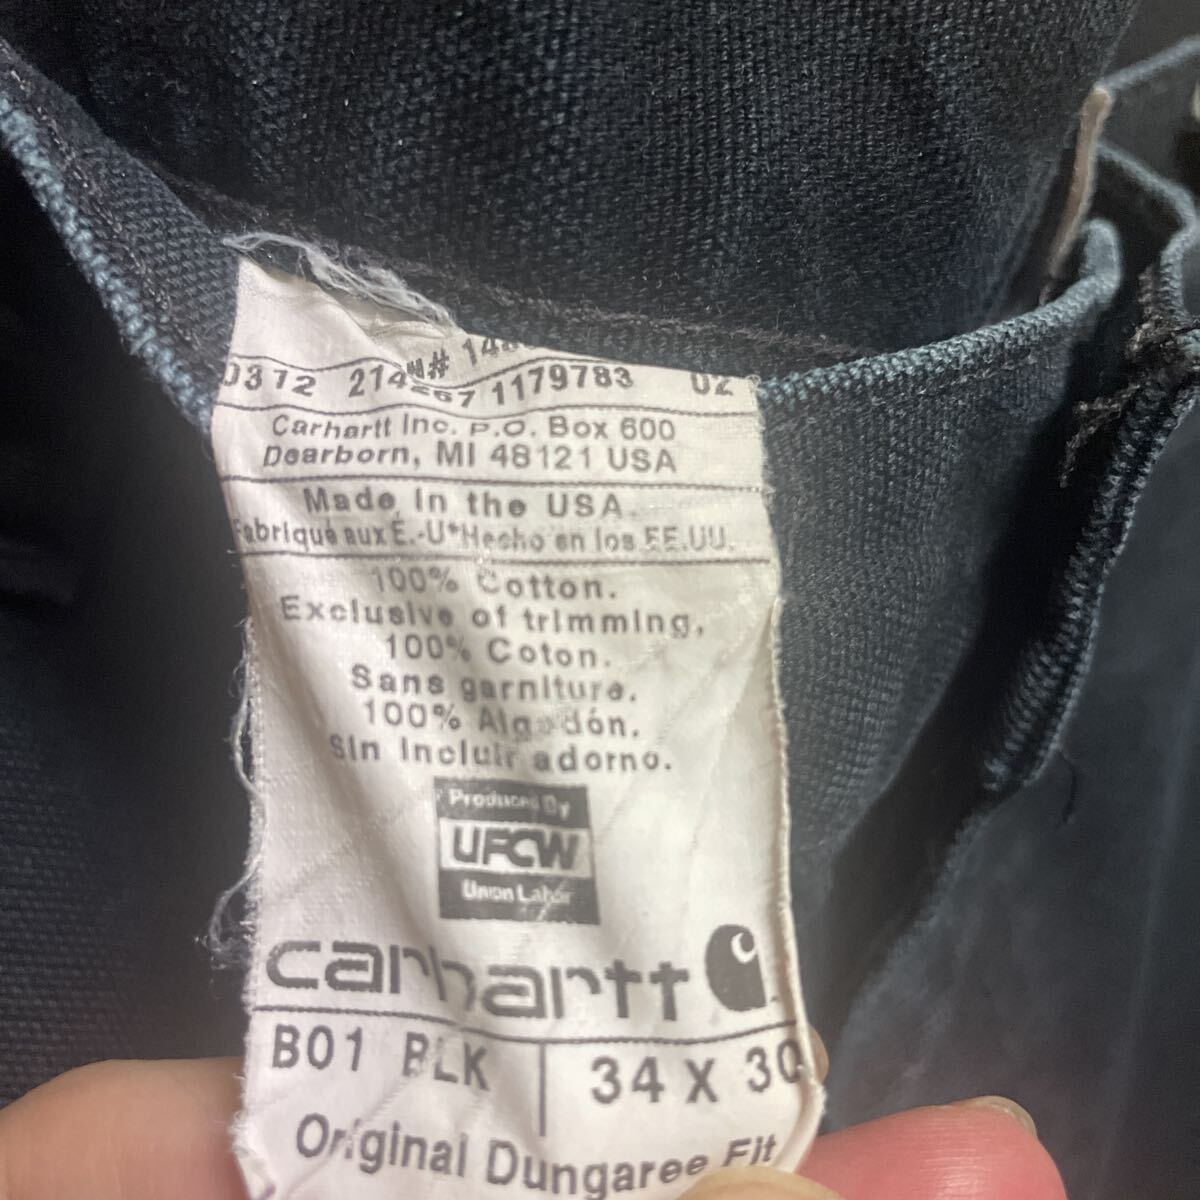 0312 214267 1179783 02
Carhartt Inc. P.O. Box 600
Dearborn, MI 48121 USA
Made in the USA.
Fabriqué aux É.-U*Hecho en los EE.UU.
100% Cotton.
Exclusive of trimming.
100% Coton.
Sans garniture.
100% Algodón.
Sin incluir adorno.
Produced By
UFCW
Union Labor
carhartt
B01 BLK 34 X 30
Original Dungaree Fit